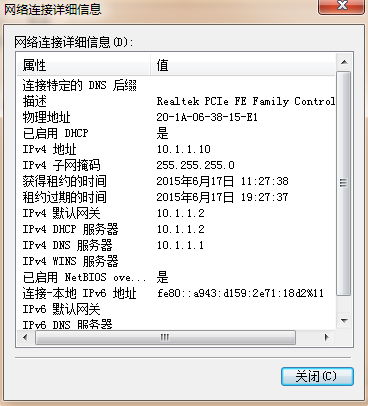 网络连接详细信息
网络连接详细信息(D):
属性 值
连接特定的 DNS 后缀
描述 Realtek PCIe FE Family Control
物理地址 20-1A-06-38-15-E1
已启用 DHCP 是
IPv4 地址 10.1.1.10
IPv4 子网掩码 255.255.255.0
获得租约的时间 2015年6月17日 11:27:38
租约过期的时间 2015年6月17日 19:27:37
IPv4 默认网关 10.1.1.2
IPv4 DHCP 服务器 10.1.1.2
IPv4 DNS 服务器 10.1.1.1
IPv4 WINS 服务器
已启用 NetBIOS ove... 是
连接-本地 IPv6 地址 fe80::a943:d159:2e71:18d2%11
IPv6 默认网关
IPv6 DNS 服务器
关闭(C)